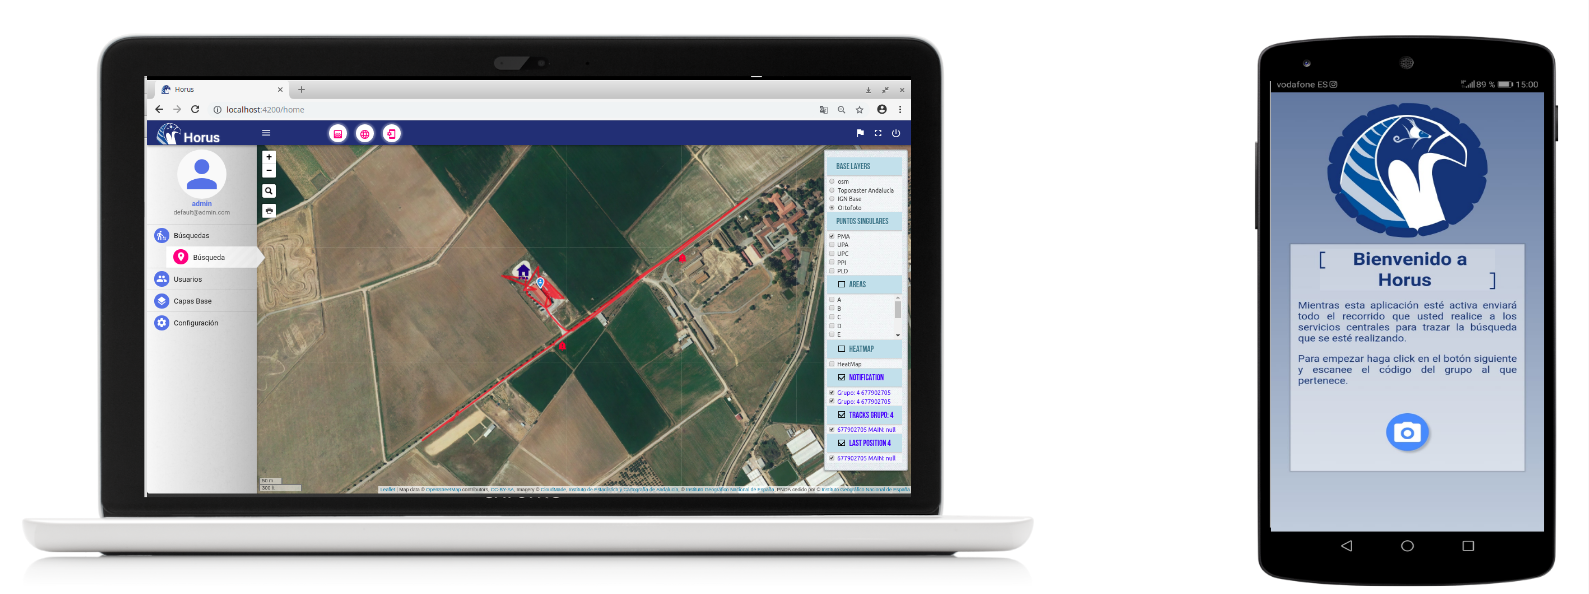 Horus
localhost:4200/home
Horus
admin
default@admin.com
Búsquedas
Búsqueda
Usuarios
Capas Base
Configuración
+
−
BASE LAYERS
osm
Toporaster Andalucia
IGN Base
Ortofoto
PUNTOS SINGULARES
PMA
UPA
UPC
PPI
PLD
AREAS
A
B
C
D
E
HEATMAP
HeatMap
NOTIFICATION
Grupo: 4 677902705
Grupo: 4 677902705
TRACKS GRUPO: 4
677902705 MAIN: null
LAST POSITION 4
677902705 MAIN: null
50 m
300 ft
vodafone ES
89 % 15:00
Bienvenido a
Horus
Mientras esta aplicación esté activa enviará
todo el recorrido que usted realice a los
servicios centrales para trazar la búsqueda
que se esté realizando.
Para empezar haga click en el botón siguiente
y escanee el código del grupo al que
pertenece.